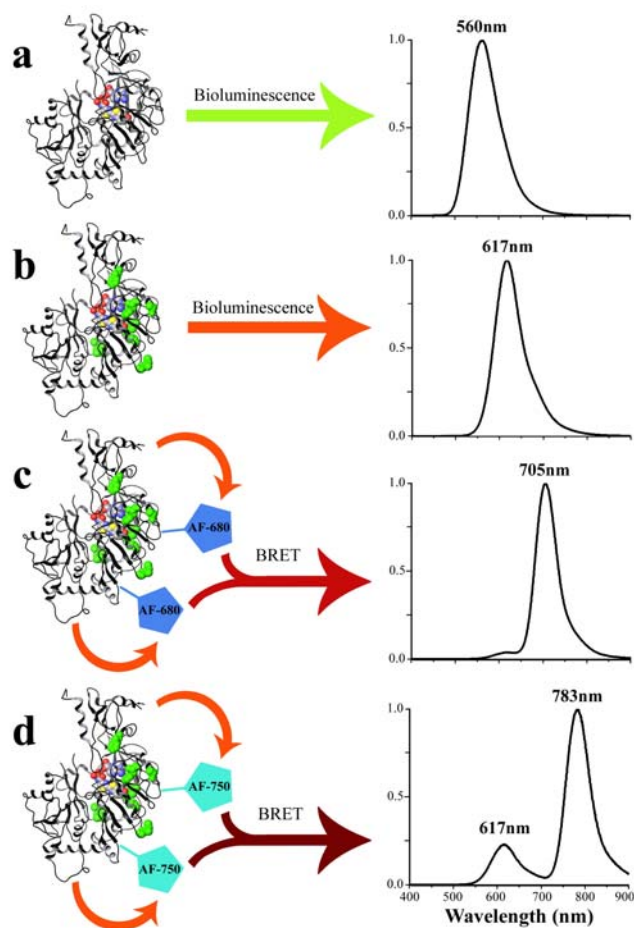 a
Bioluminescence
560nm
1.0
0.5
0.0
b
Bioluminescence
617nm
1.0
0.5
0.0
c
AF-680
AF-680
BRET
705nm
1.0
0.5
0.0
d
AF-750
AF-750
BRET
783nm
617nm
1.0
0.5
0.0
400 500 600 700 800 900
Wavelength (nm)